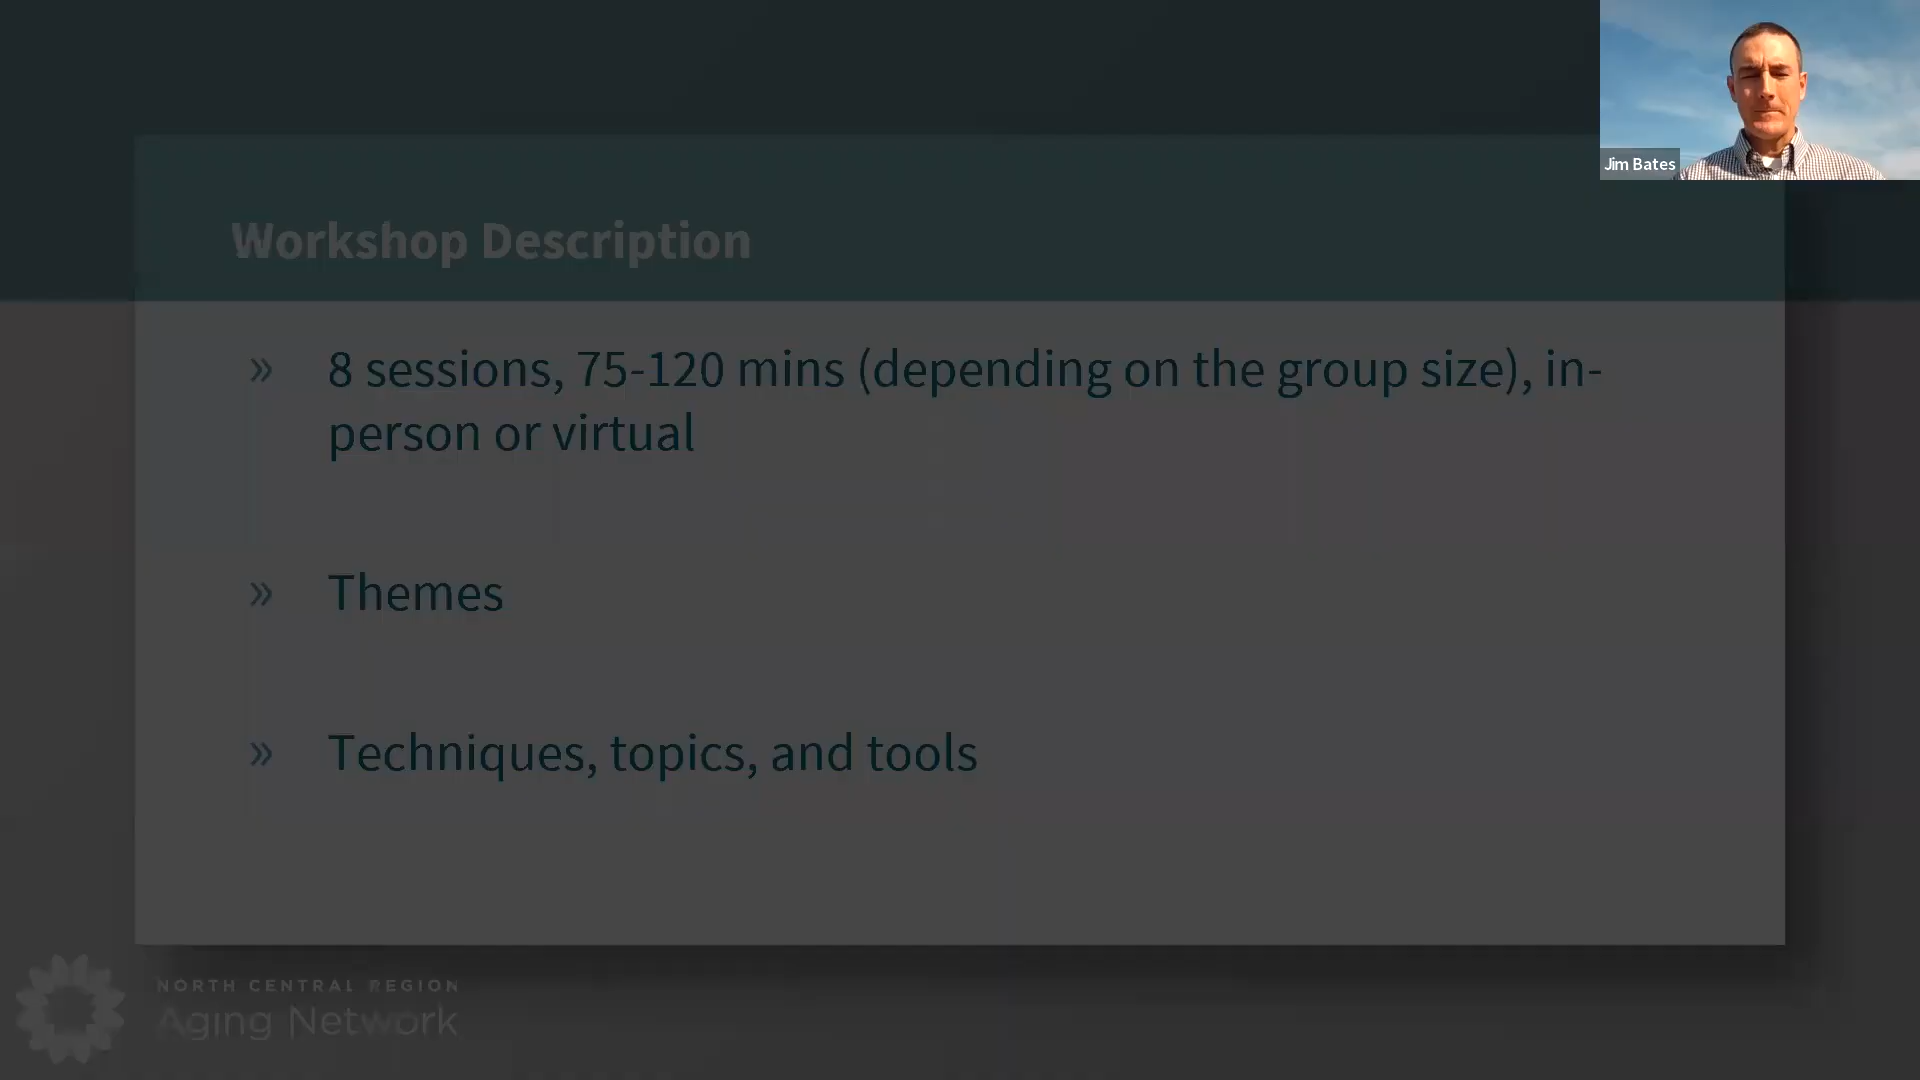 Jim Bates
Workshop Description
» 8 sessions, 75-120 mins (depending on the group size), in-
person or virtual
» Themes
» Techniques, topics, and tools
NORTH CENTRAL REGION
Aging Network